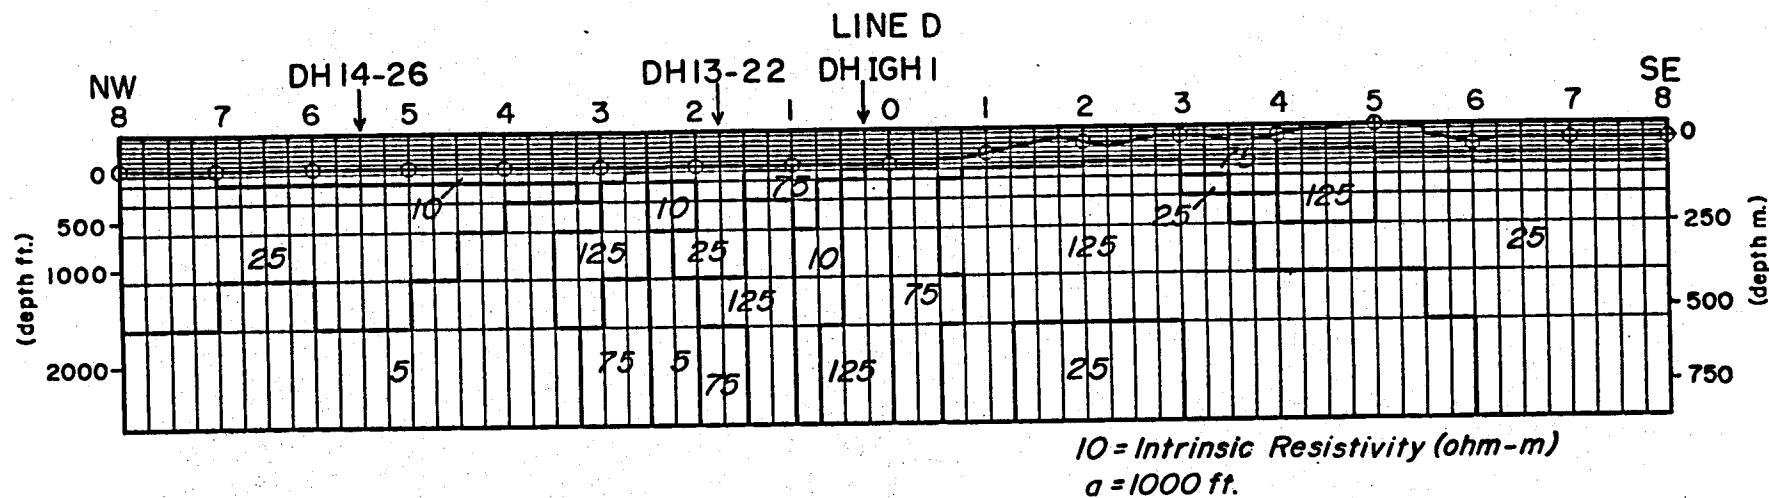 LINE D
NW DH 14-26 DH 13-22 DH IGH 1 SE
8 7 6 5 4 3 2 1 0 1 2 3 4 5 6 7 8
0
0
75
75
10 10 25 125
500 250
25 125 25 10 125 25
1000
125 75 500
2000 5 75 5 75 125 25 750
(depth ft.)
(depth m.)
10 = Intrinsic Resistivity (ohm-m)
a = 1000 ft.